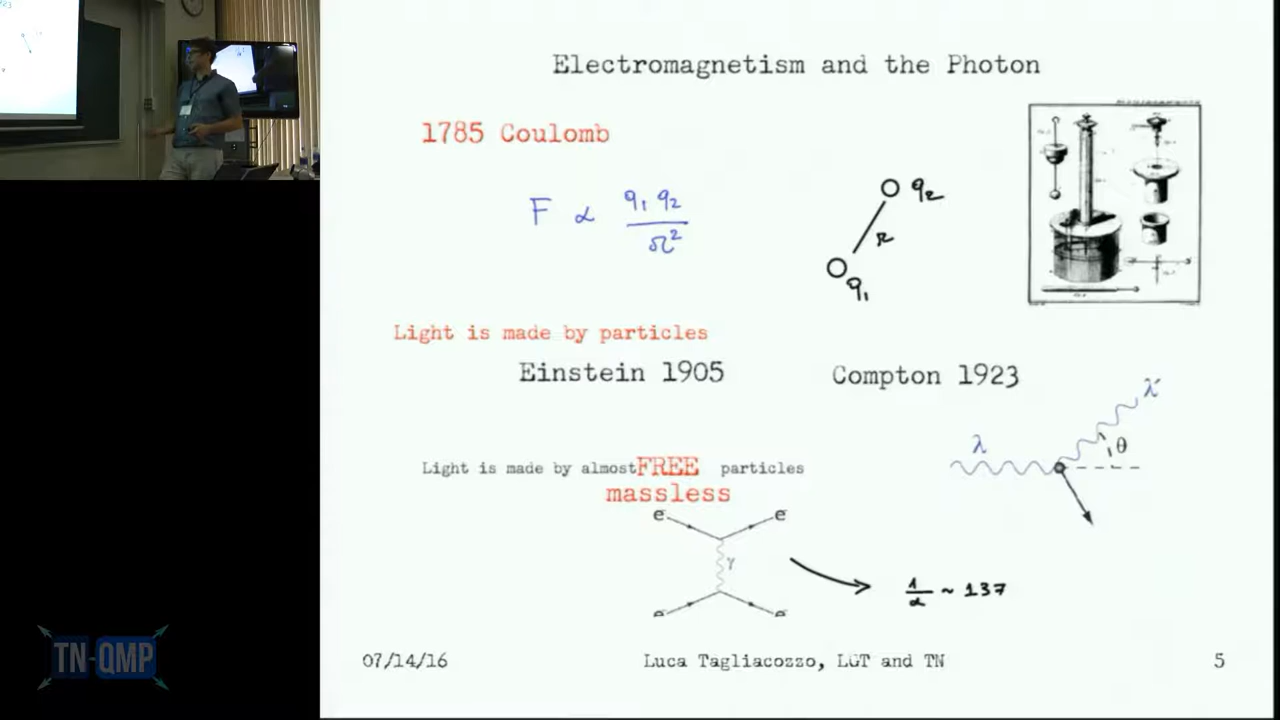 Electromagnetism and the Photon
1785 Coulomb
F ∝ q₁ q₂ / r²
q₂
r
q₁
Light is made by particles
Einstein 1905
Compton 1923
λ
λ'
θ
Light is made by almost FREE particles
massless
e⁻ e⁻
γ
e⁻ e⁻
1/α ~ 137
TN-QMP
07/14/16
Luca Tagliacozzo, LGT and TN
5